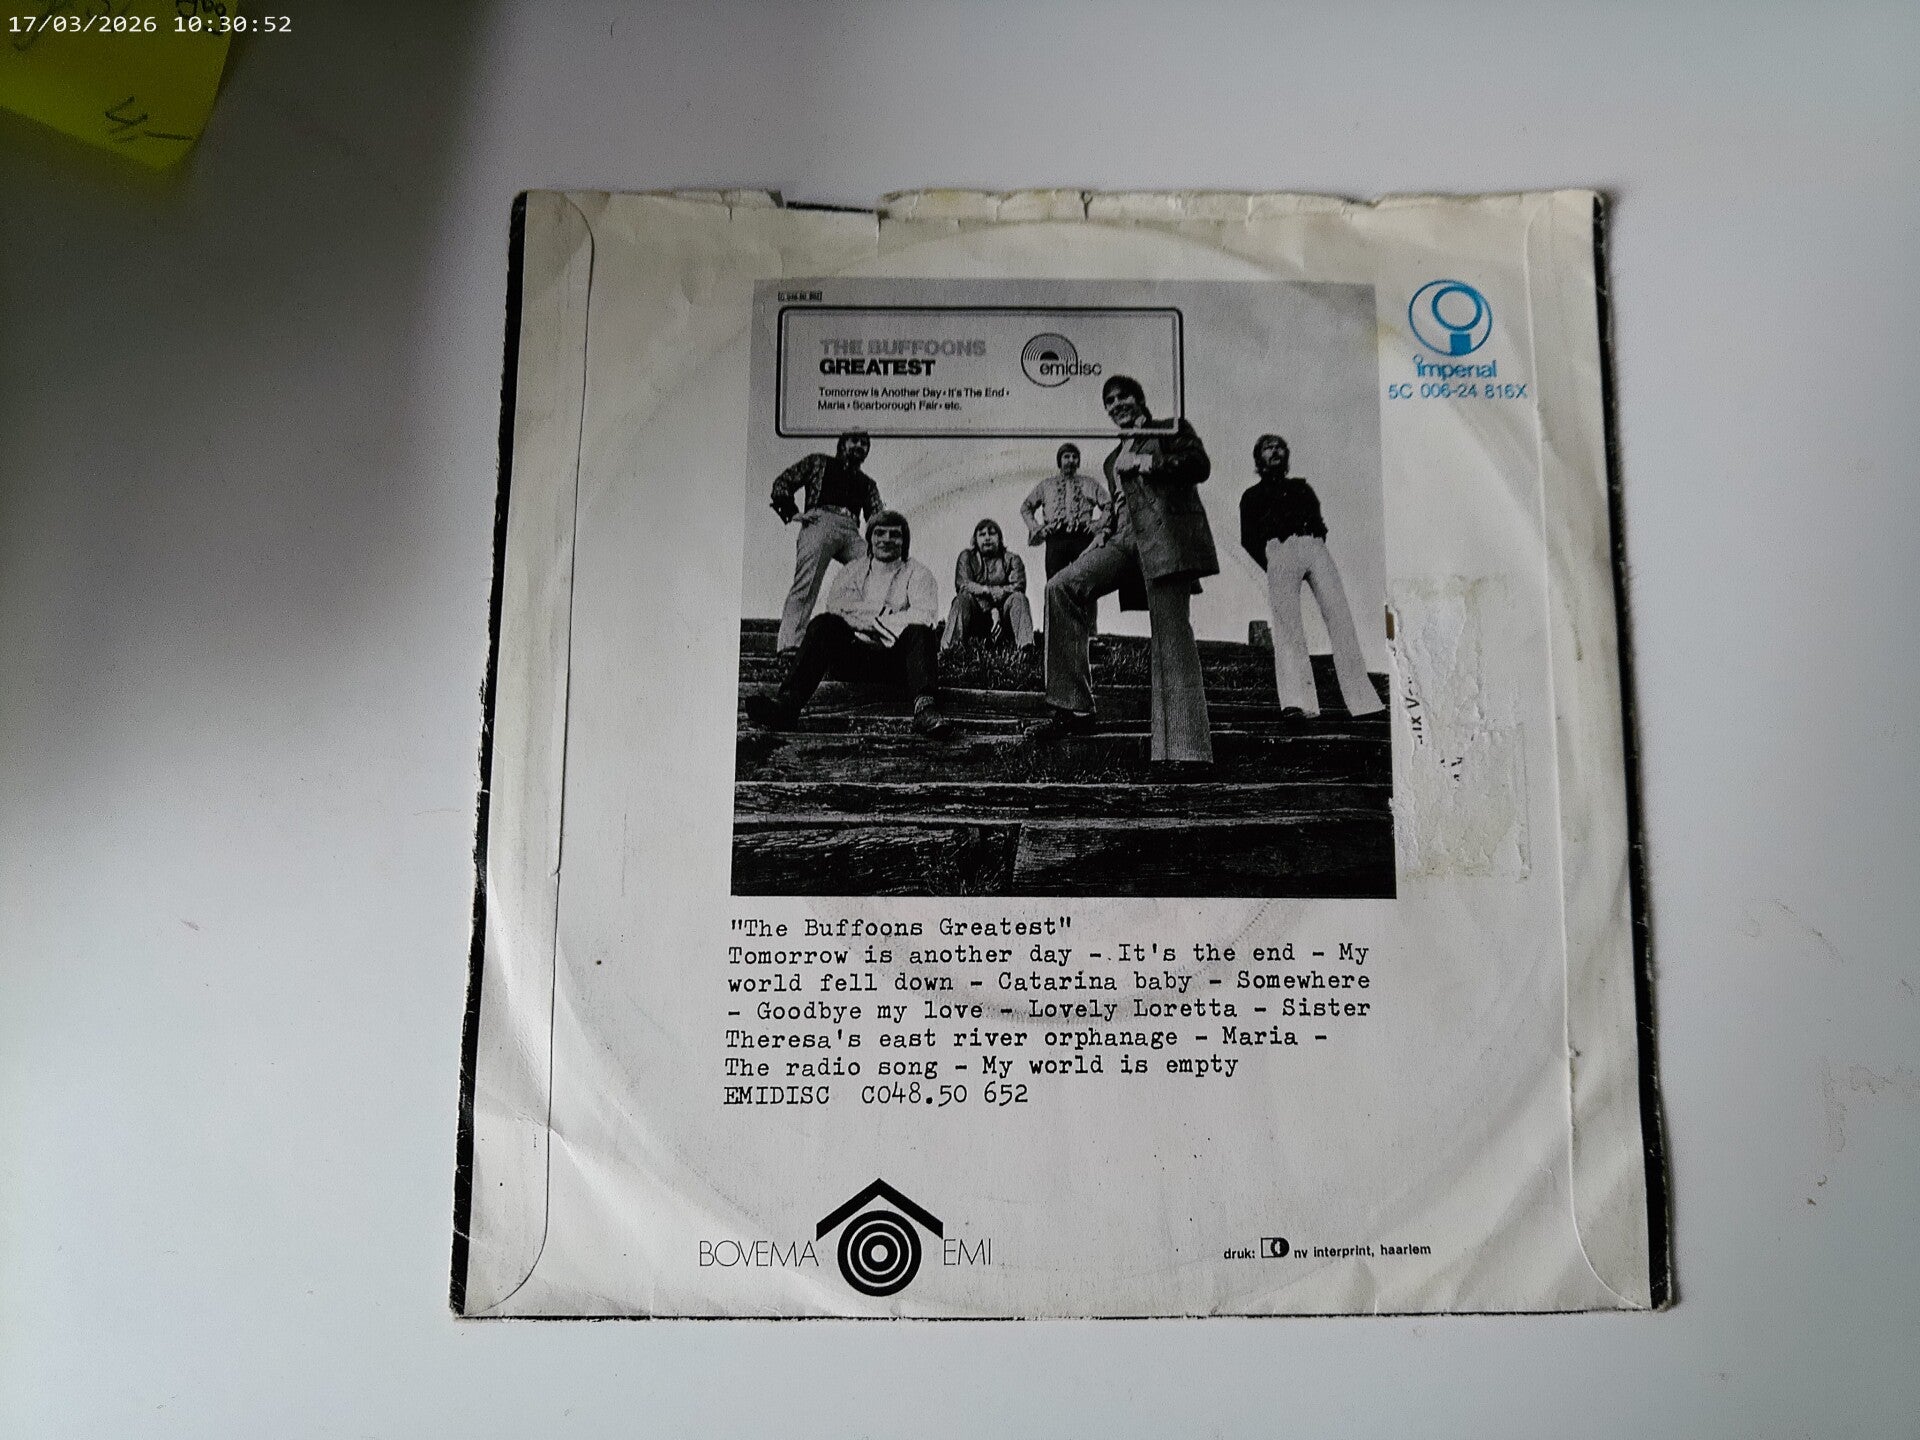 17/03/2026 10:30:52
4,-
THE BUFFOONS
GREATEST
emidisc
Tomorrow is Another Day • It's The End •
Maria • Scarborough Fair • etc.
imperial
5C 006-24 816X
"The Buffoons Greatest"
Tomorrow is another day - It's the end - My
world fell down - Catarina baby - Somewhere
- Goodbye my love - Lovely Loretta - Sister
Theresa's east river orphanage - Maria -
The radio song - My world is empty
EMIDISC C048.50 652
BOVEMA EMI
druk: nv interprint, haarlem